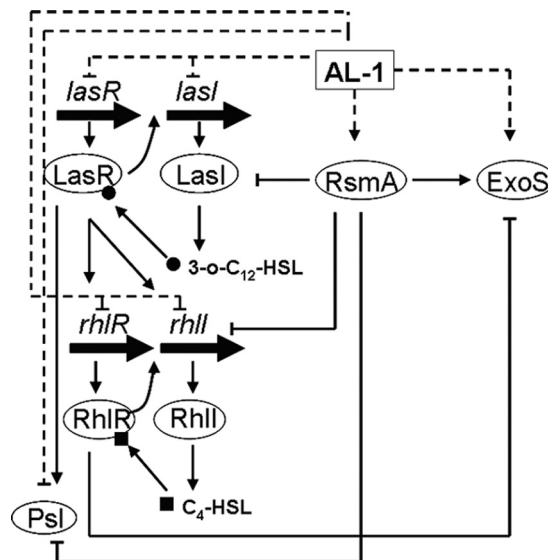 AL-1
lasR lasI
LasR LasI RsmA ExoS
3-o-C12-HSL
rhlR rhlI
RhlR RhlI
C4-HSL
Psl